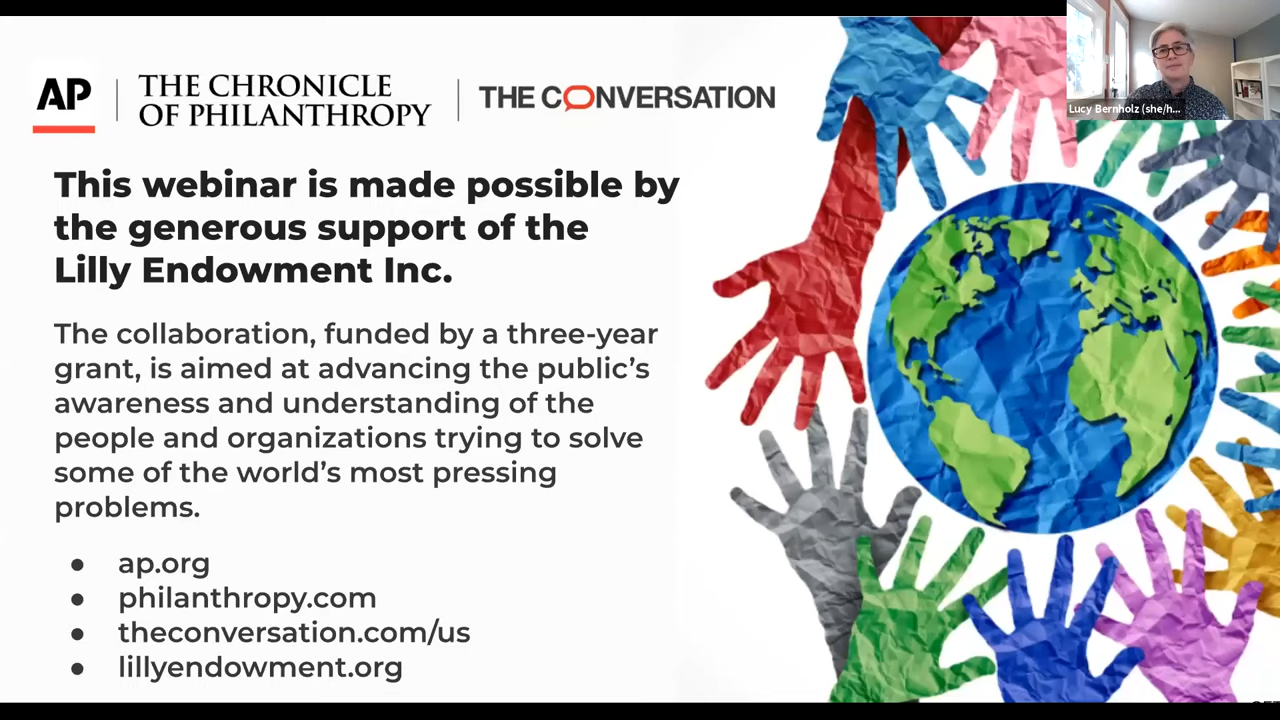 AP
THE CHRONICLE
OF PHILANTHROPY
THE CONVERSATION
Lucy Bernholz (she/h...
This webinar is made possible by
the generous support of the
Lilly Endowment Inc.
The collaboration, funded by a three-year
grant, is aimed at advancing the public’s
awareness and understanding of the
people and organizations trying to solve
some of the world’s most pressing
problems.
● ap.org
● philanthropy.com
● theconversation.com/us
● lillyendowment.org